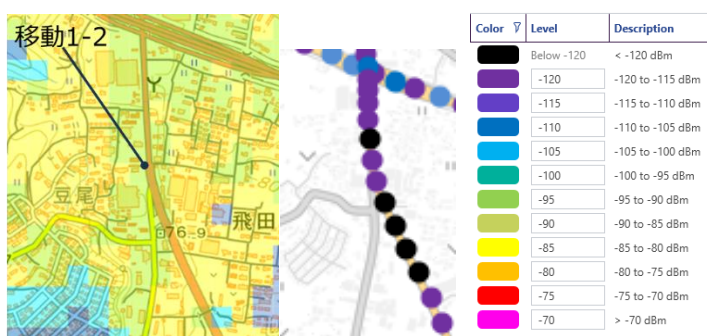 移動1-2
豆尾
飛田
76.9
Color Level Description
Below -120 < -120 dBm
-120 -120 to -115 dBm
-115 -115 to -110 dBm
-110 -110 to -105 dBm
-105 -105 to -100 dBm
-100 -100 to -95 dBm
-95 -95 to -90 dBm
-90 -90 to -85 dBm
-85 -85 to -80 dBm
-80 -80 to -75 dBm
-75 -75 to -70 dBm
-70 > -70 dBm